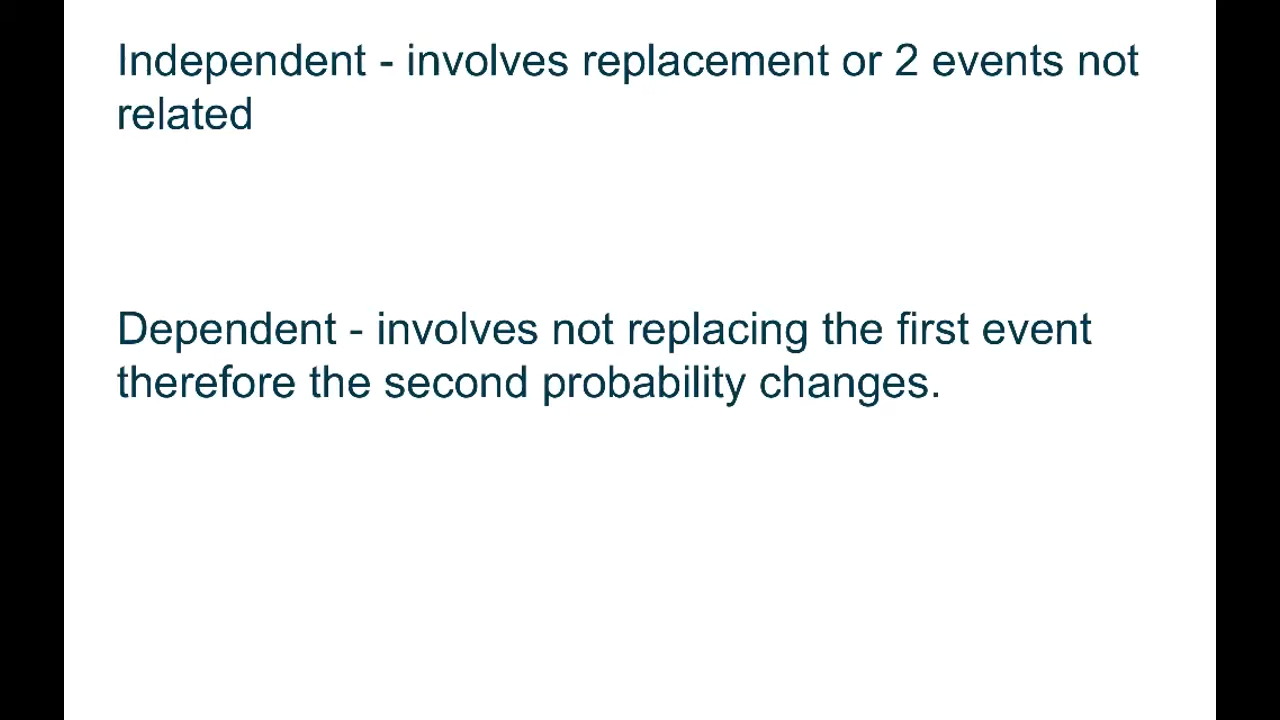 Independent - involves replacement or 2 events not
related
Dependent - involves not replacing the first event
therefore the second probability changes.